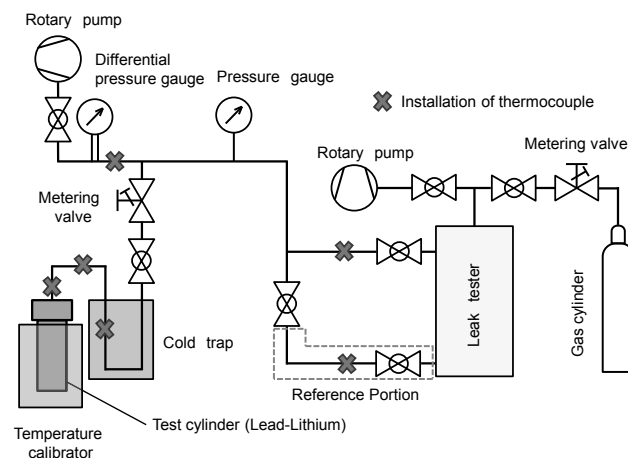 Rotary pump
Differential
pressure gauge
Pressure gauge
Installation of thermocouple
Metering valve
Rotary pump
Metering
valve
Leak tester
Gas cylinder
Cold trap
Reference Portion
Test cylinder (Lead-Lithium)
Temperature
calibrator